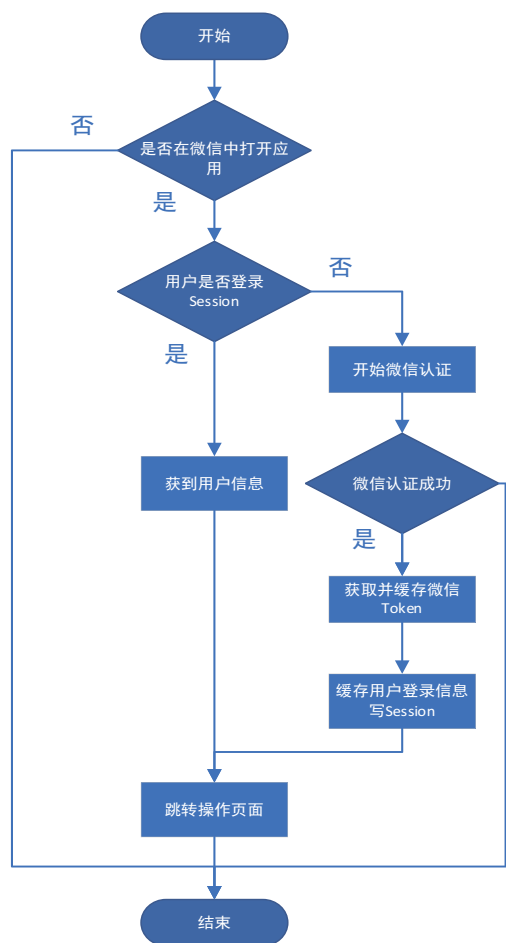 开始
否
是否在微信中打开应
用
是
用户是否登录
Session
否
是
开始微信认证
获到用户信息
微信认证成功
是
获取并缓存微信
Token
缓存用户登录信息
写Session
跳转操作页面
结束